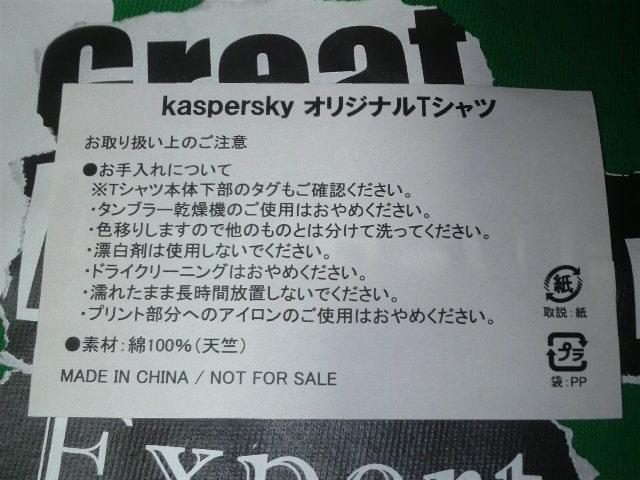 Great
kaspersky オリジナルTシャツ
お取り扱い上のご注意
●お手入れについて
※Tシャツ本体下部のタグもご確認ください。
・タンブラー乾燥機のご使用はおやめください。
・色移りしますので他のものとは分けて洗ってください。
・漂白剤は使用しないでください。
・ドライクリーニングはおやめください。
・濡れたまま長時間放置しないでください。
・プリント部分へのアイロンのご使用はおやめください。
紙
取説:紙
●素材:綿100%(天竺)
プラ
袋:PP
MADE IN CHINA / NOT FOR SALE
Expert